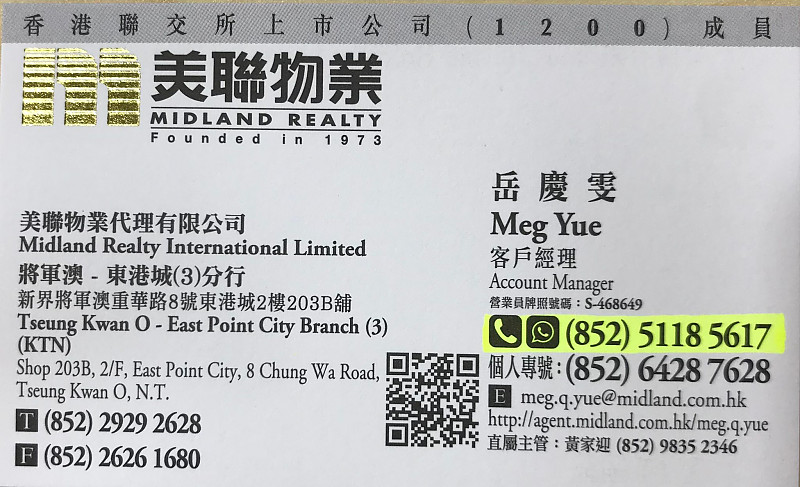 香港聯交所上市公司(1200)成員
美聯物業
MIDLAND REALTY
Founded in 1973
岳慶雯
Meg Yue
客戶經理
Account Manager
營業員牌照號碼：S-468649
(852) 5118 5617
個人專號：(852) 6428 7628
E meg.q.yue@midland.com.hk
http://agent.midland.com.hk/meg.q.yue
直屬主管：黃家迎 (852) 9835 2346
美聯物業代理有限公司
Midland Realty International Limited
將軍澳 - 東港城(3)分行
新界將軍澳重華路8號東港城2樓203B舖
Tseung Kwan O - East Point City Branch (3)
(KTN)
Shop 203B, 2/F, East Point City, 8 Chung Wa Road,
Tseung Kwan O, N.T.
T (852) 2929 2628
F (852) 2626 1680